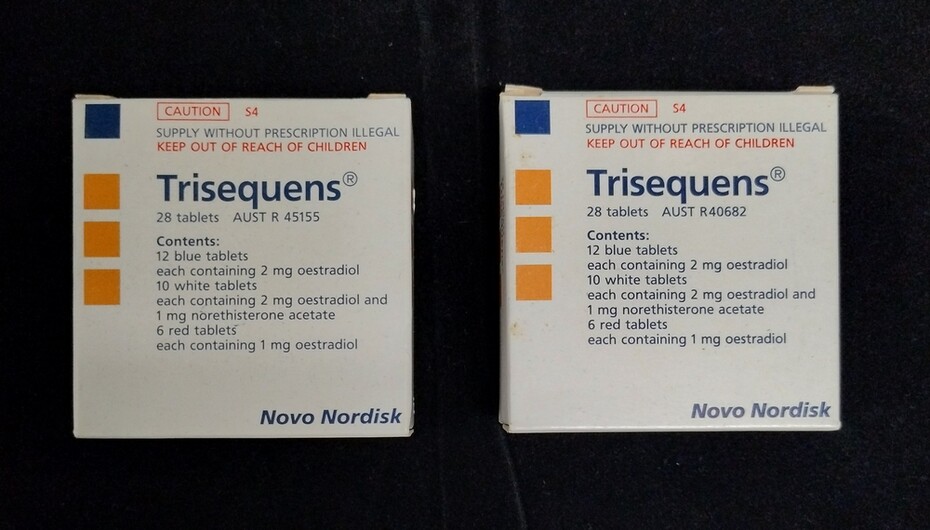 CAUTION S4
SUPPLY WITHOUT PRESCRIPTION ILLEGAL
KEEP OUT OF REACH OF CHILDREN
Trisequens®
28 tablets AUST R 45155
Contents:
12 blue tablets
each containing 2 mg oestradiol
10 white tablets
each containing 2 mg oestradiol and
1 mg norethisterone acetate
6 red tablets
each containing 1 mg oestradiol
Novo Nordisk
CAUTION S4
SUPPLY WITHOUT PRESCRIPTION ILLEGAL
KEEP OUT OF REACH OF CHILDREN
Trisequens®
28 tablets AUST R40682
Contents:
12 blue tablets
each containing 2 mg oestradiol
10 white tablets
each containing 2 mg oestradiol and
1 mg norethisterone acetate
6 red tablets
each containing 1 mg oestradiol
Novo Nordisk